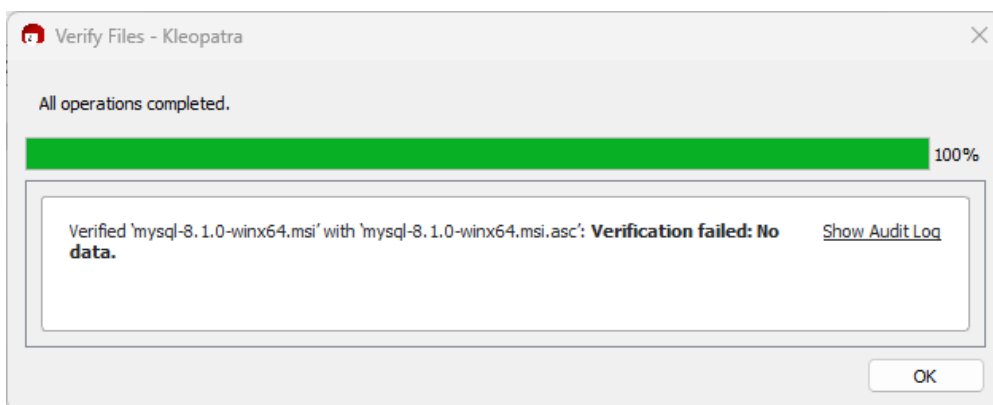 Verify Files - Kleopatra
All operations completed.
100%
Verified 'mysql-8.1.0-winx64.msi' with 'mysql-8.1.0-winx64.msi.asc': Verification failed: No
data.
Show Audit Log
OK